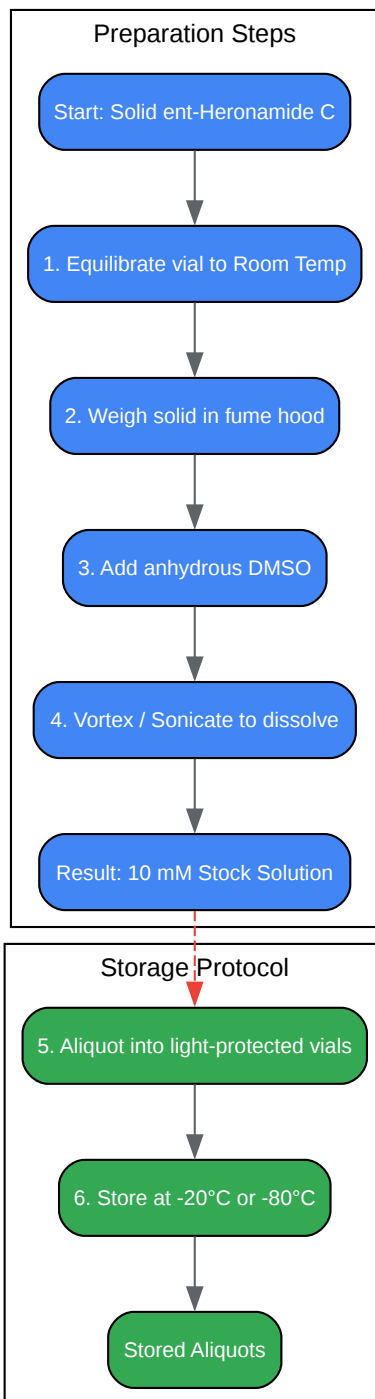 Preparation Steps
Start: Solid ent-Heronamide C
1. Equilibrate vial to Room Temp
2. Weigh solid in fume hood
3. Add anhydrous DMSO
4. Vortex / Sonicate to dissolve
Result: 10 mM Stock Solution
Storage Protocol
5. Aliquot into light-protected vials
6. Store at -20°C or -80°C
Stored Aliquots